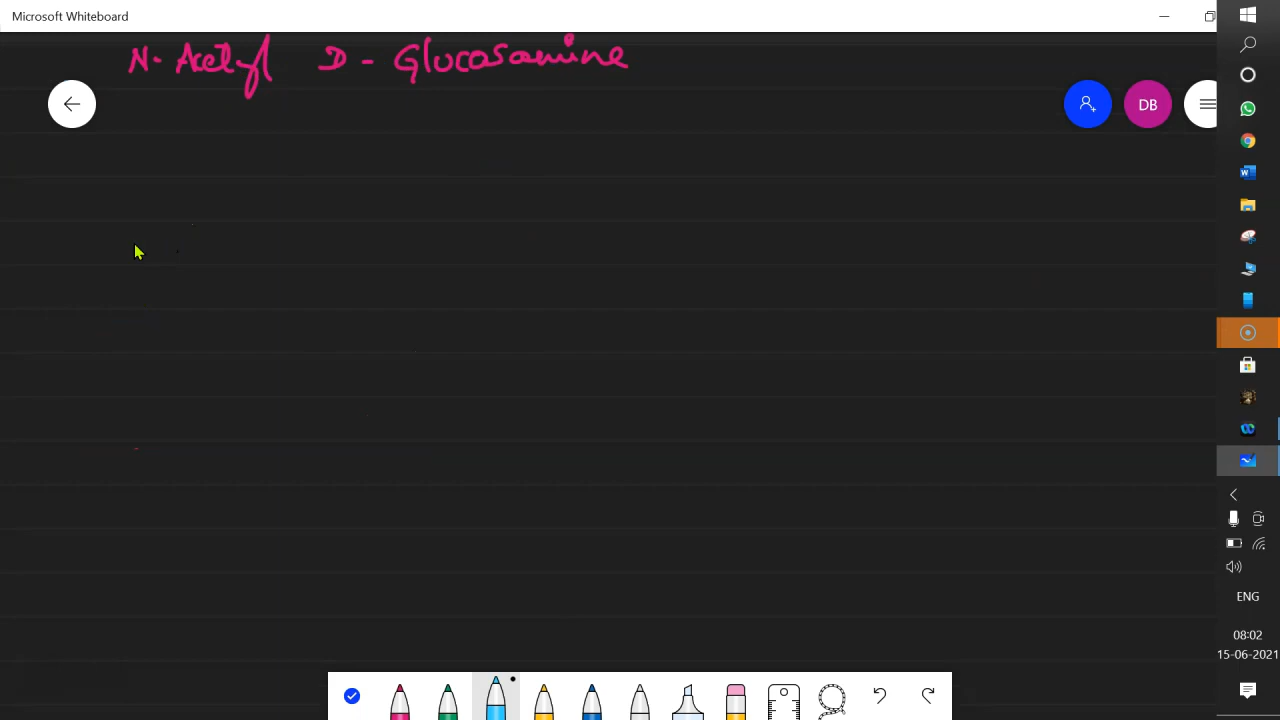 Microsoft Whiteboard
N- Acetyl D - Glucosamine
DB
ENG
08:02
15-06-2021